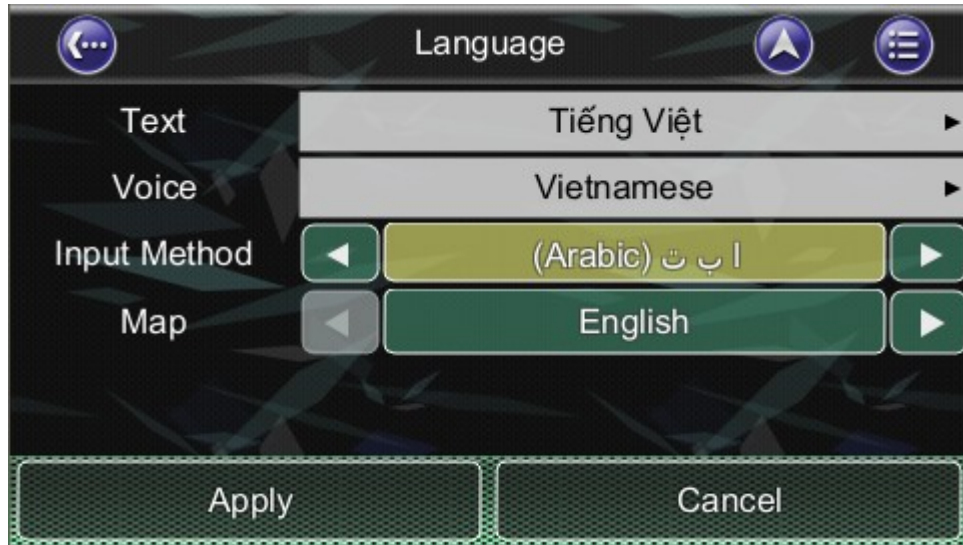 Language
Text Tiếng Việt
Voice Vietnamese
Input Method ا ب ت (Arabic)
Map English
Apply Cancel